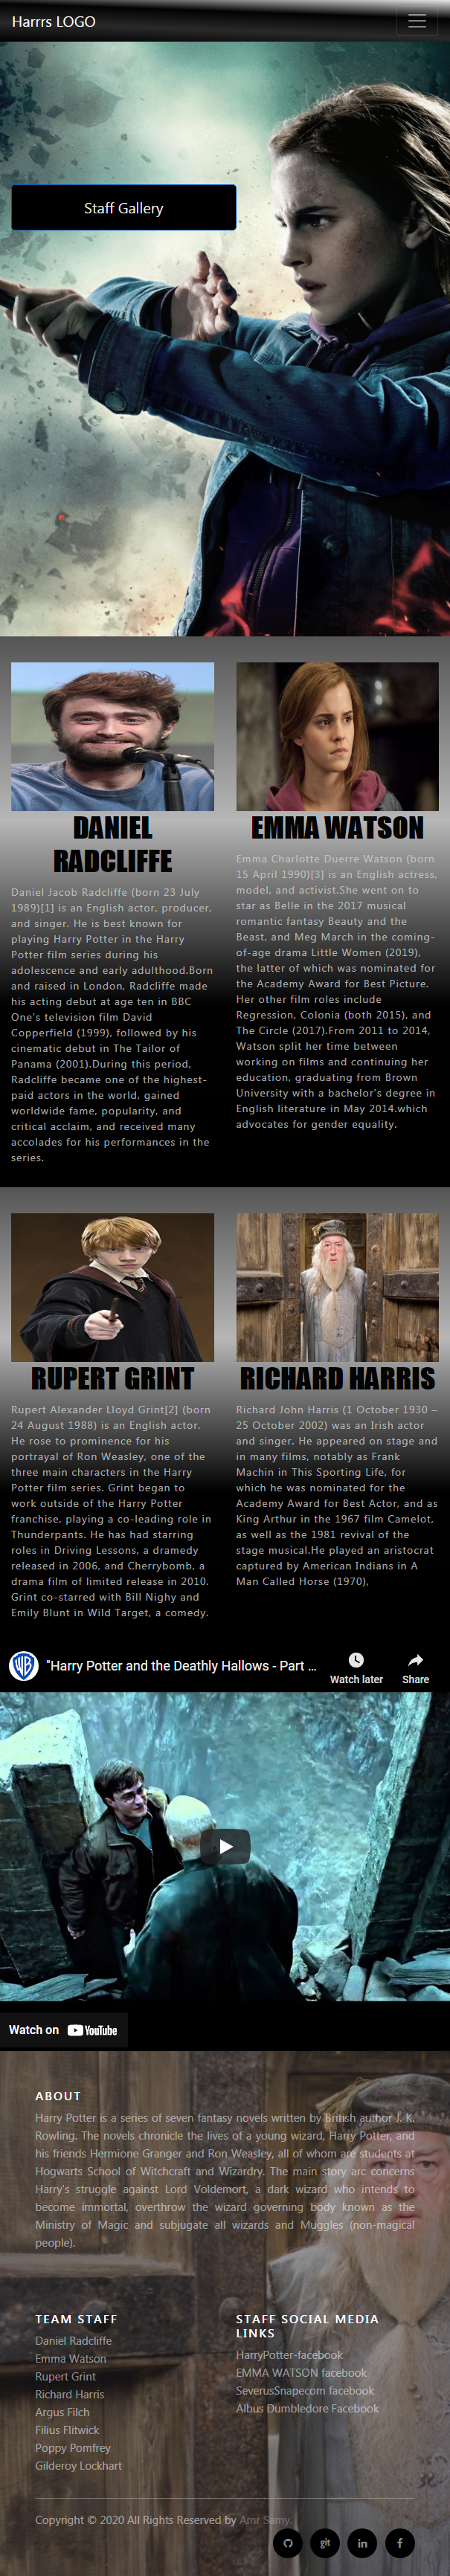 Harrrs LOGO
Staff Gallery
DANIEL
RADCLIFFE
Daniel Jacob Radcliffe (born 23 July
1989)[1] is an English actor, producer,
and singer. He is best known for
playing Harry Potter in the Harry
Potter film series during his
adolescence and early adulthood.Born
and raised in London, Radcliffe made
his acting debut at age ten in BBC
One's television film David
Copperfield (1999), followed by his
cinematic debut in The Tailor of
Panama (2001).During this period,
Radcliffe became one of the highest-
paid actors in the world, gained
worldwide fame, popularity, and
critical acclaim, and received many
accolades for his performances in the
series.
EMMA WATSON
Emma Charlotte Duerre Watson (born
15 April 1990)[3] is an English actress,
model, and activist.She went on to
star as Belle in the 2017 musical
romantic fantasy Beauty and the
Beast, and Meg March in the coming-
of-age drama Little Women (2019),
the latter of which was nominated for
the Academy Award for Best Picture.
Her other film roles include
Regression, Colonia (both 2015), and
The Circle (2017).From 2011 to 2014,
Watson split her time between
working on films and continuing her
education, graduating from Brown
University with a bachelor's degree in
English literature in May 2014.which
advocates for gender equality.
RUPERT GRINT
Rupert Alexander Lloyd Grint[2] (born
24 August 1988) is an English actor.
He rose to prominence for his
portrayal of Ron Weasley, one of the
three main characters in the Harry
Potter film series. Grint began to
work outside of the Harry Potter
franchise, playing a co-leading role in
Thunderpants. He has had starring
roles in Driving Lessons, a dramedy
released in 2006, and Cherrybomb, a
drama film of limited release in 2010.
Grint co-starred with Bill Nighy and
Emily Blunt in Wild Target, a comedy.
RICHARD HARRIS
Richard John Harris (1 October 1930 –
25 October 2002) was an Irish actor
and singer. He appeared on stage and
in many films, notably as Frank
Machin in This Sporting Life, for
which he was nominated for the
Academy Award for Best Actor, and as
King Arthur in the 1967 film Camelot,
as well as the 1981 revival of the
stage musical.He played an aristocrat
captured by American Indians in A
Man Called Horse (1970),
"Harry Potter and the Deathly Hallows - Part ...
Watch later
Share
Watch on YouTube
ABOUT
Harry Potter is a series of seven fantasy novels written by British author J. K.
Rowling. The novels chronicle the lives of a young wizard, Harry Potter, and
his friends Hermione Granger and Ron Weasley, all of whom are students at
Hogwarts School of Witchcraft and Wizardry. The main story arc concerns
Harry's struggle against Lord Voldemort, a dark wizard who intends to
become immortal, overthrow the wizard governing body known as the
Ministry of Magic and subjugate all wizards and Muggles (non-magical
people).
TEAM STAFF
Daniel Radcliffe
Emma Watson
Rupert Grint
Richard Harris
Argus Filch
Filius Flitwick
Poppy Pomfrey
Gilderoy Lockhart
STAFF SOCIAL MEDIA
LINKS
HarryPotter-facebook
EMMA WATSON facebook
SeverusSnapecom facebook
Albus Dumbledore Facebook
Copyright © 2020 All Rights Reserved by Amr Samy.
git
in
f